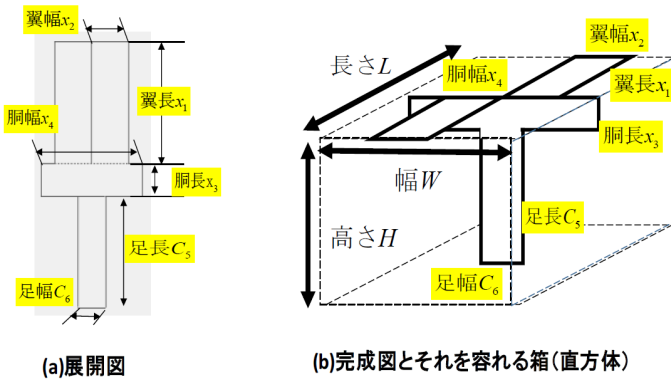 翼幅x₂
翼長x₁
胴幅x₄
胴長x₃
足長C₅
足幅C₆
(a)展開図
翼幅x₂
長さL
胴幅x₄
翼長x₁
胴長x₃
幅W
高さH
足長C₅
足幅C₆
(b)完成図とそれを容れる箱(直方体)